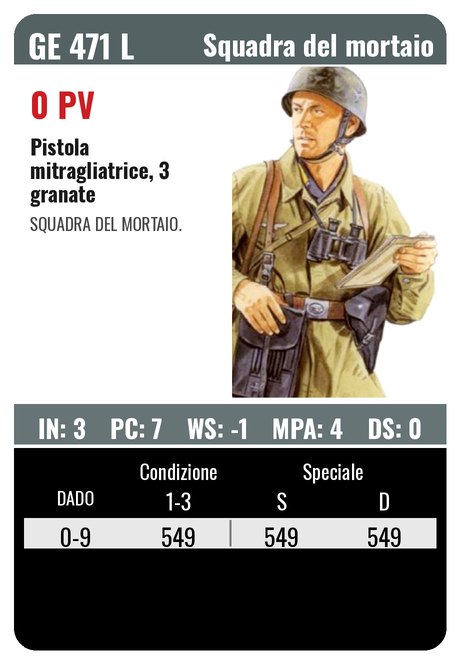 GE 471 L Squadra del mortaio
0 PV
Pistola
mitragliatrice, 3
granate
SQUADRA DEL MORTAIO.
IN: 3 PC: 7 WS: -1 MPA: 4 DS: 0
Condizione Speciale
DADO 1-3 S D
0-9 549 549 549